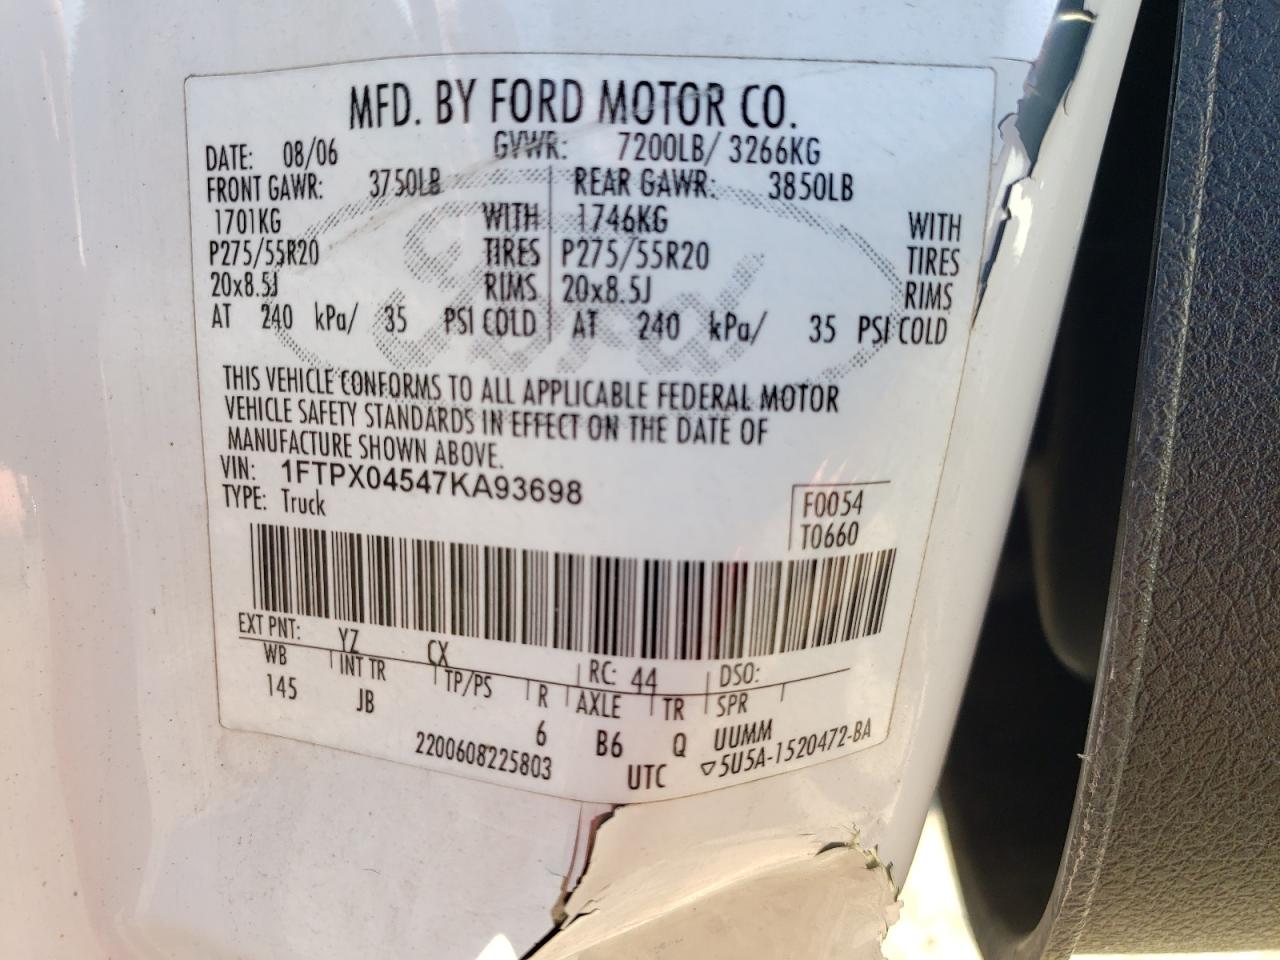 MFD. BY FORD MOTOR CO.
DATE: 08/06 GVWR: 7200LB/ 3266KG
FRONT GAWR: 3750LB REAR GAWR: 3850LB
1701KG WITH 1746KG WITH
P275/55R20 TIRES P275/55R20 TIRES
20x8.5J RIMS 20x8.5J RIMS
AT 240 kPa/ 35 PSI COLD AT 240 kPa/ 35 PSI COLD
Ford
THIS VEHICLE CONFORMS TO ALL APPLICABLE FEDERAL MOTOR
VEHICLE SAFETY STANDARDS IN EFFECT ON THE DATE OF
MANUFACTURE SHOWN ABOVE.
VIN: 1FTPX04547KA93698
TYPE: Truck
F0054
T0660
EXT PNT: YZ CX RC: 44 DSO:
WB INT TR TP/PS R AXLE TR SPR
145 JB 6 B6 Q UUMM
2200608225803 UTC ▽5U5A-1520472-BA